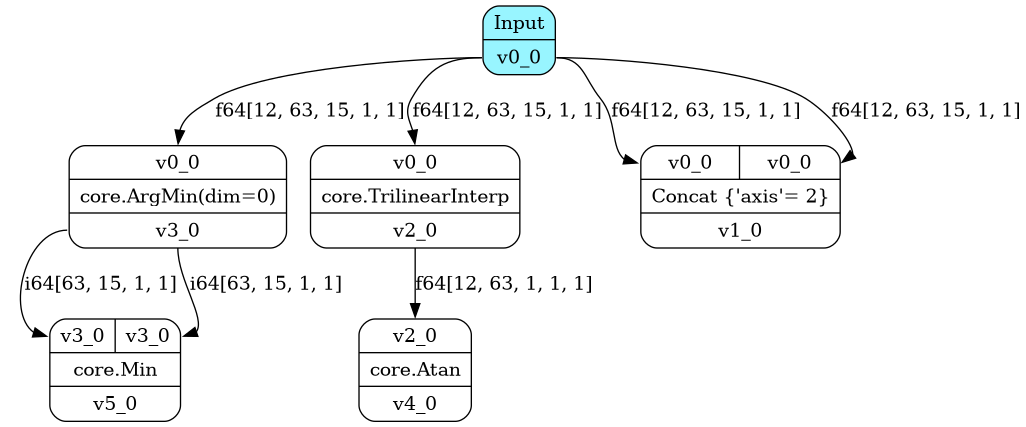 Input
v0_0
f64[12, 63, 15, 1, 1] f64[12, 63, 15, 1, 1] f64[12, 63, 15, 1, 1] f64[12, 63, 15, 1, 1]
v0_0 v0_0 v0_0 v0_0
core.ArgMin(dim=0) core.TrilinearInterp Concat {'axis'= 2}
v3_0 v2_0 v1_0
i64[63, 15, 1, 1] i64[63, 15, 1, 1] f64[12, 63, 1, 1, 1]
v3_0 v3_0 v2_0
core.Min core.Atan
v5_0 v4_0